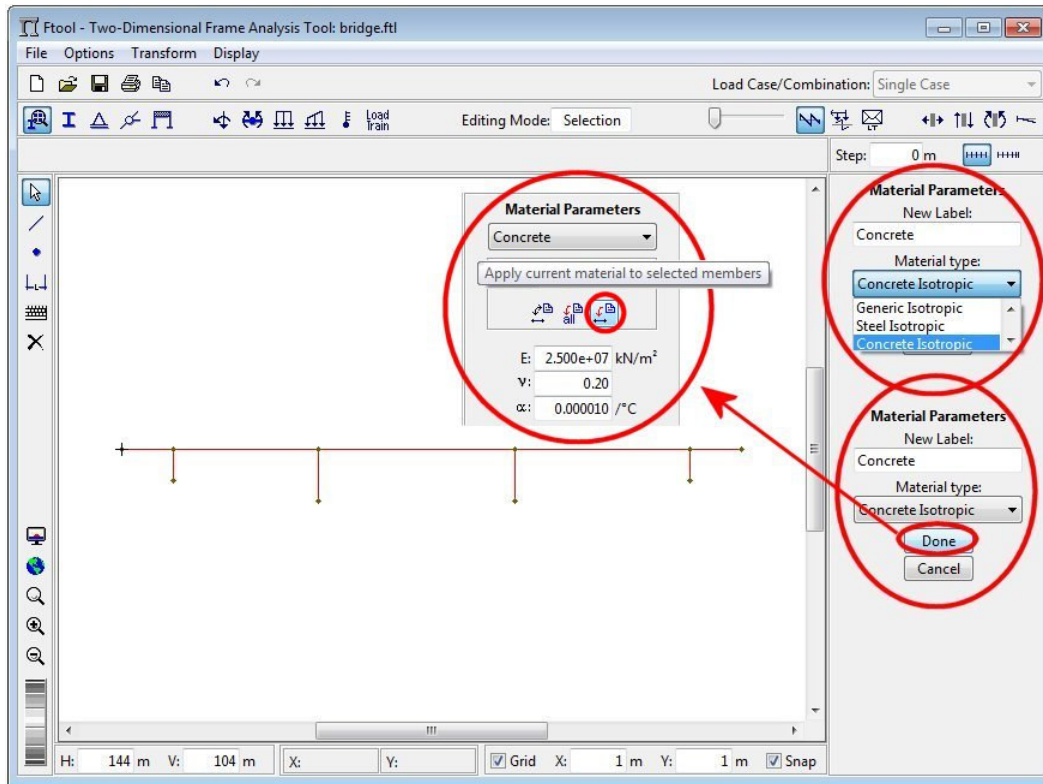 Ftool - Two-Dimensional Frame Analysis Tool: bridge.ftl
File Options Transform Display
Load Case/Combination: Single Case
Load Train
Editing Mode: Selection
LT
Step: 0 m
Material Parameters
New Label:
Concrete
Material type:
Concrete Isotropic
Generic Isotropic
Steel Isotropic
Concrete Isotropic
Material Parameters
Concrete
Apply current material to selected members
all
E: 2.500e+07 kN/m²
ν: 0.20
α: 0.000010 /°C
Material Parameters
New Label:
Concrete
Material type:
Concrete Isotropic
Done
Cancel
H: 144 m V: 104 m X: Y: Grid X: 1 m Y: 1 m Snap